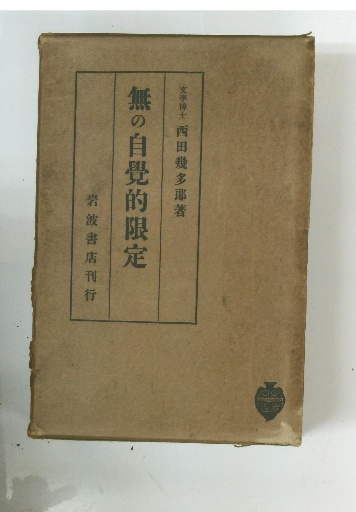 文學博士 西田幾多郎著
無の自覺的限定
岩波書店刊行